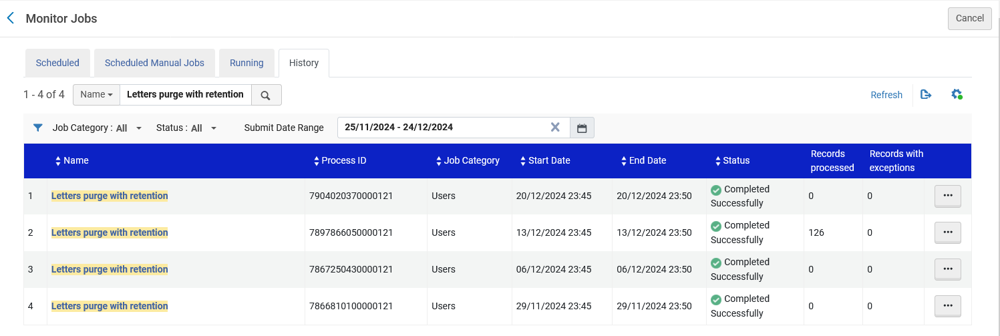 Monitor Jobs
Cancel
Scheduled
Scheduled Manual Jobs
Running
History
1 - 4 of 4
Name
Letters purge with retention
Refresh
Job Category : All
Status : All
Submit Date Range
25/11/2024 - 24/12/2024
Name
Process ID
Job Category
Start Date
End Date
Status
Records
processed
Records with
exceptions
1 Letters purge with retention 7904020370000121 Users 20/12/2024 23:45 20/12/2024 23:50 Completed
Successfully 0 0
2 Letters purge with retention 7897866050000121 Users 13/12/2024 23:45 13/12/2024 23:50 Completed
Successfully 126 0
3 Letters purge with retention 7867250430000121 Users 06/12/2024 23:45 06/12/2024 23:50 Completed
Successfully 0 0
4 Letters purge with retention 7866810100000121 Users 29/11/2024 23:45 29/11/2024 23:50 Completed
Successfully 0 0